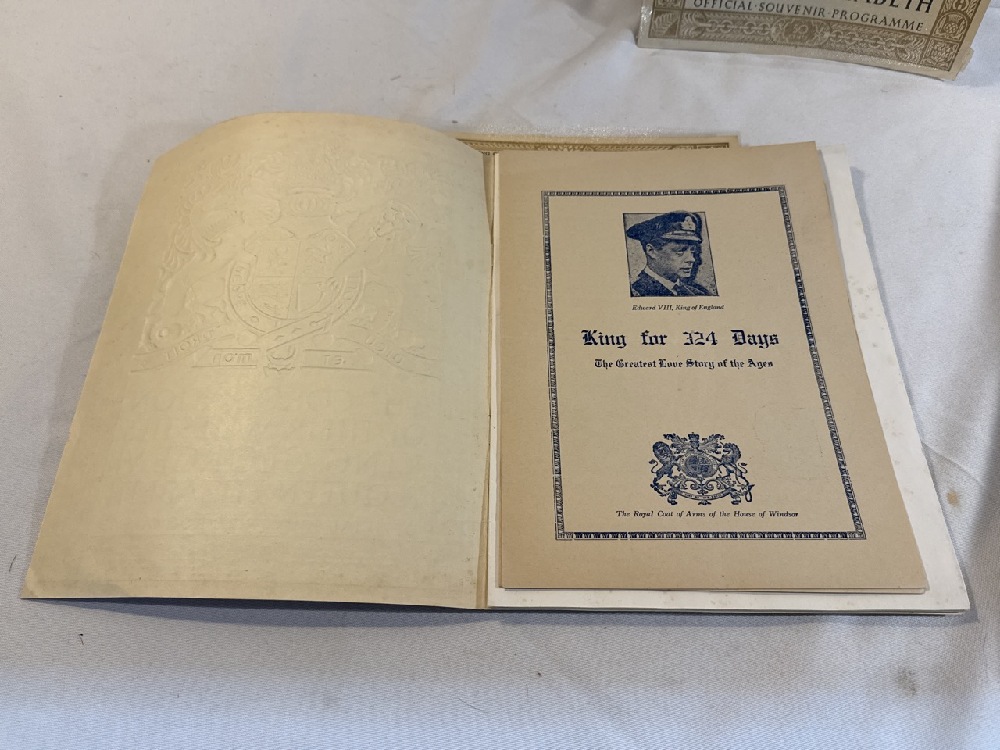 OFFICIAL·SOUVENIR·PROGRAMME
Edward VIII, King of England
King for 324 Days
The Greatest Love Story of the Ages
The Royal Coat of Arms of the House of Windsor